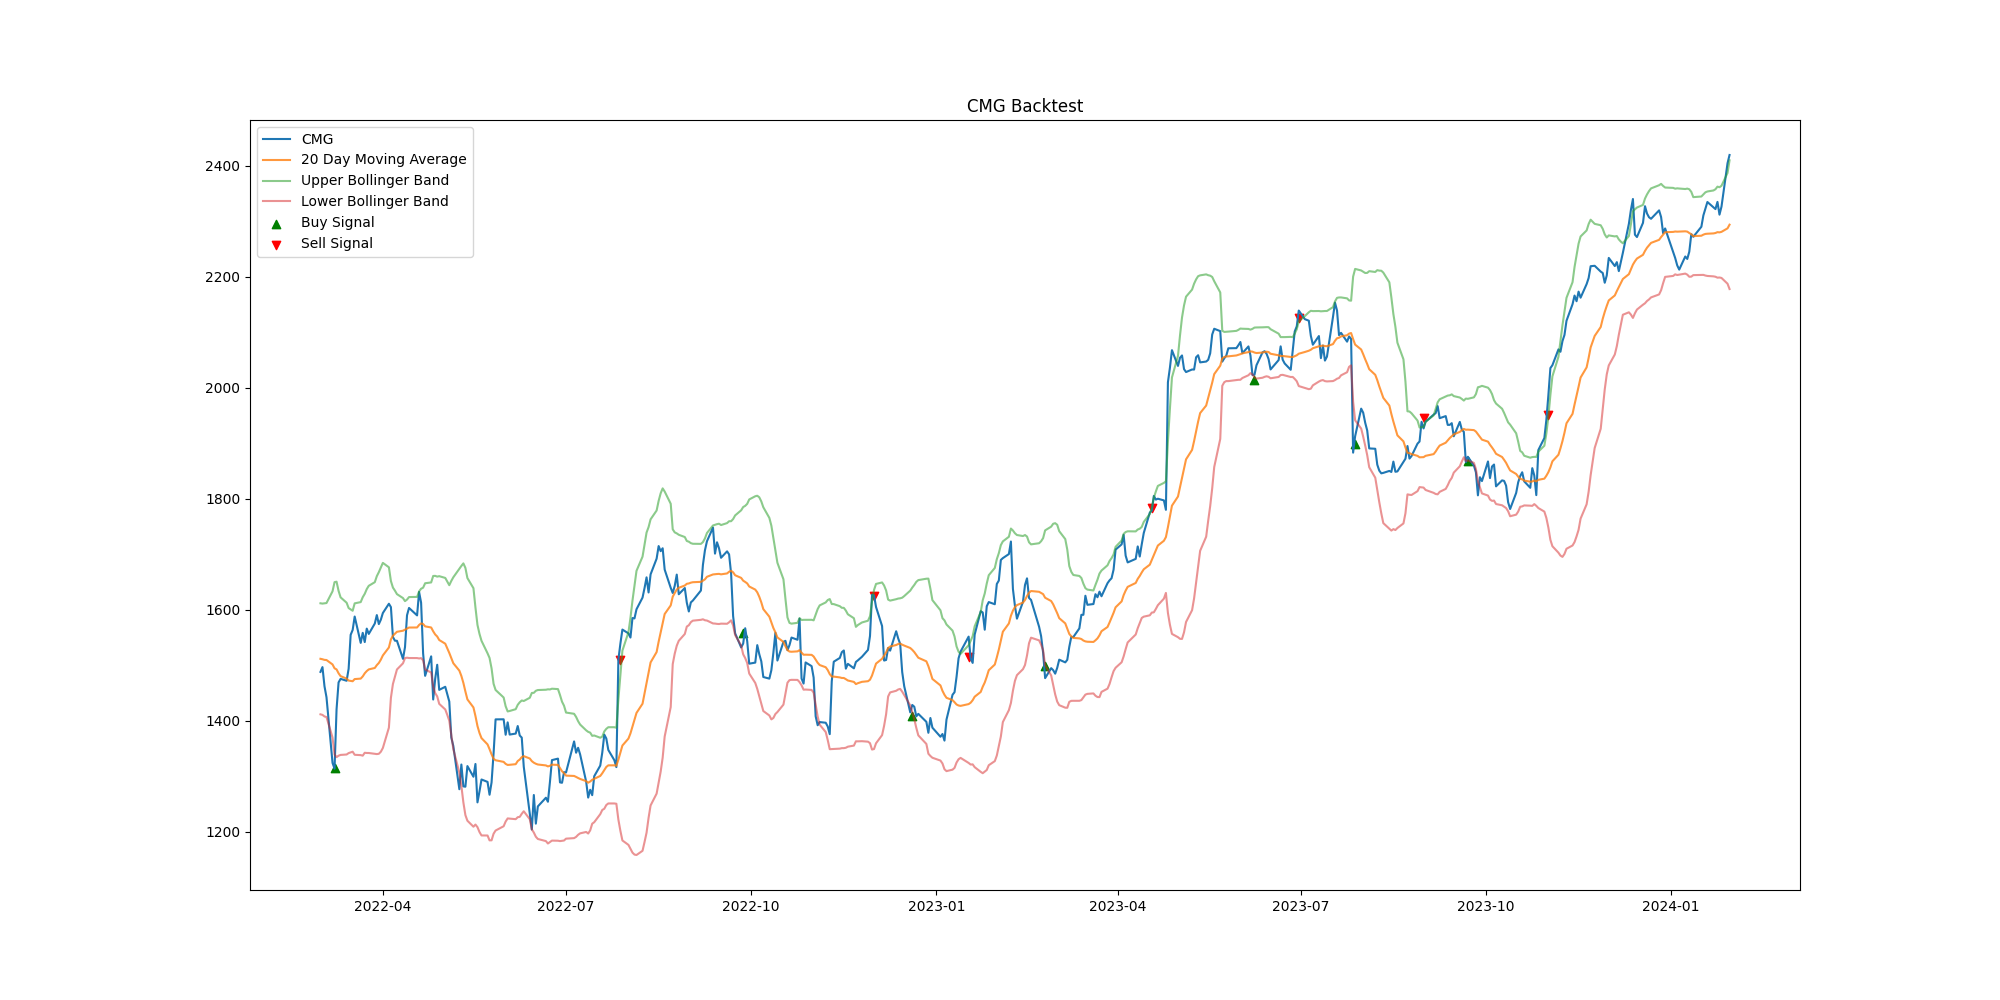 CMG Backtest
CMG
20 Day Moving Average
Upper Bollinger Band
Lower Bollinger Band
Buy Signal
Sell Signal
2400
2200
2000
1800
1600
1400
1200
2022-04 2022-07 2022-10 2023-01 2023-04 2023-07 2023-10 2024-01